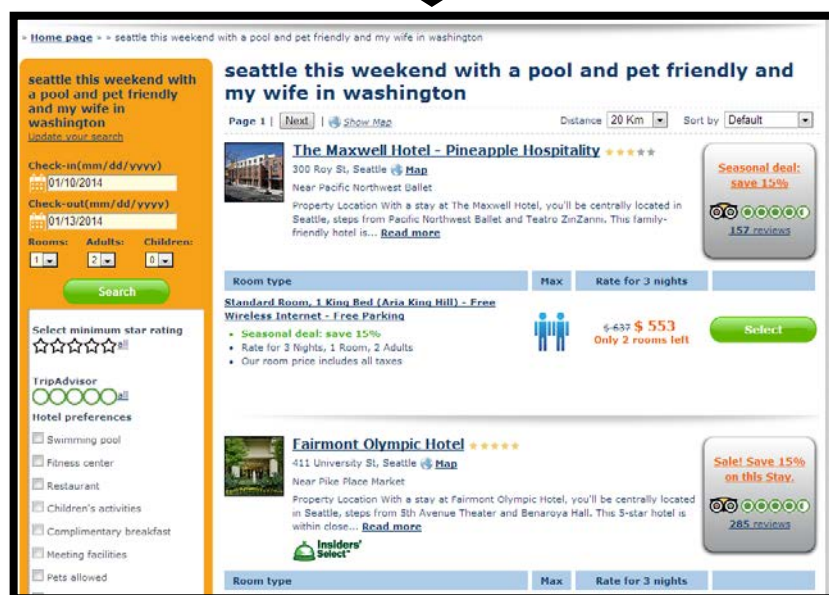 » Home page » » seattle this weekend with a pool and pet friendly and my wife in washington
seattle this weekend with
a pool and pet friendly
and my wife in
washington
Update your search
Check-in(mm/dd/yyyy)
01/10/2014
Check-out(mm/dd/yyyy)
01/13/2014
Rooms: Adults: Children:
1 2 0
Search
Select minimum star rating
all
TripAdvisor
all
Hotel preferences
Swimming pool
Fitness center
Restaurant
Children's activities
Complimentary breakfast
Meeting facilities
Pets allowed
seattle this weekend with a pool and pet friendly and
my wife in washington
Page 1 | Next | Show Map Distance 20 Km Sort by Default
The Maxwell Hotel - Pineapple Hospitality
300 Roy St, Seattle Map
Near Pacific Northwest Ballet
Property Location With a stay at The Maxwell Hotel, you'll be centrally located in
Seattle, steps from Pacific Northwest Ballet and Teatro ZinZanni. This family-
friendly hotel is... Read more
Seasonal deal:
save 15%
157 reviews
Room type Max Rate for 3 nights
Standard Room, 1 King Bed (Aria King Hill) - Free
Wireless Internet - Free Parking
• Seasonal deal: save 15%
• Rate for 3 Nights, 1 Room, 2 Adults
• Our room price includes all taxes
$ 637 $ 553
Only 2 rooms left
Select
Fairmont Olympic Hotel
411 University St, Seattle Map
Near Pike Place Market
Property Location With a stay at Fairmont Olympic Hotel, you'll be centrally located
in Seattle, steps from 5th Avenue Theater and Benaroya Hall. This 5-star hotel is
within close... Read more
Insiders'
Select™
Sale! Save 15%
on this Stay.
285 reviews
Room type Max Rate for 3 nights